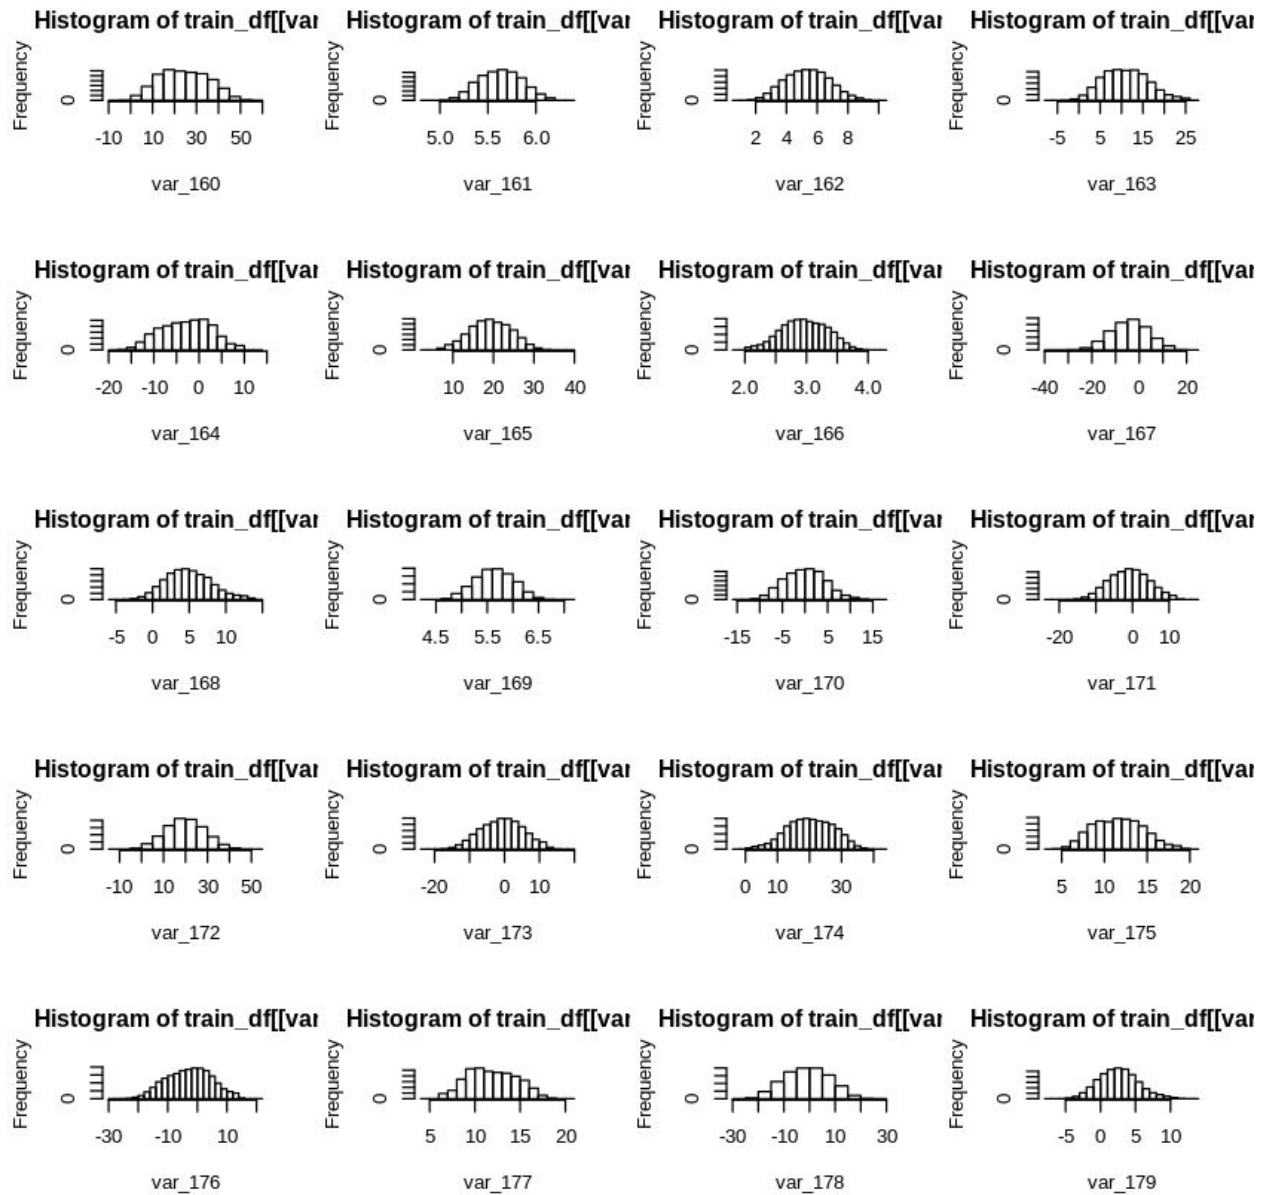 Histogram of train_df[[var Histogram of train_df[[var Histogram of train_df[[var Histogram of train_df[[var
Frequency Frequency Frequency Frequency
0 0 0 0
-10 10 30 50 5.0 5.5 6.0 2 4 6 8 -5 5 15 25
var_160 var_161 var_162 var_163
Histogram of train_df[[var Histogram of train_df[[var Histogram of train_df[[var Histogram of train_df[[var
Frequency Frequency Frequency Frequency
0 0 0 0
-20 -10 0 10 10 20 30 40 2.0 3.0 4.0 -40 -20 0 20
var_164 var_165 var_166 var_167
Histogram of train_df[[var Histogram of train_df[[var Histogram of train_df[[var Histogram of train_df[[var
Frequency Frequency Frequency Frequency
0 0 0 0
-5 0 5 10 4.5 5.5 6.5 -15 -5 5 15 -20 0 10
var_168 var_169 var_170 var_171
Histogram of train_df[[var Histogram of train_df[[var Histogram of train_df[[var Histogram of train_df[[var
Frequency Frequency Frequency Frequency
0 0 0 0
-10 10 30 50 -20 0 10 0 10 30 5 10 15 20
var_172 var_173 var_174 var_175
Histogram of train_df[[var Histogram of train_df[[var Histogram of train_df[[var Histogram of train_df[[var
Frequency Frequency Frequency Frequency
0 0 0 0
-30 -10 10 5 10 15 20 -30 -10 10 30 -5 0 5 10
var_176 var_177 var_178 var_179